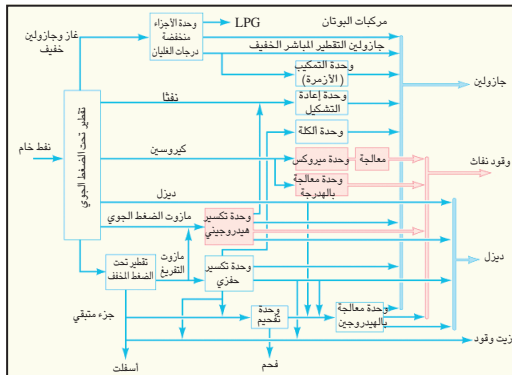 وحدة الأجزاء
منخفضة
درجات الغليان
LPG
مركبات البوتان
غاز وجازولين
خفيف
جازولين التقطير المباشر الخفيف
وحدة التمكيب
(الأزمرة)
جازولين
نفثا
وحدة إعادة
التشكيل
وحدة الألكلة
تقطير تحت الضغط الجوي
نفط خام
كيروسين
وحدة ميروكس
معالجة
وقود نفاث
وحدة معالجة
بالهدرجة
ديزل
مازوت الضغط الجوي
وحدة تكسير
هيدروجيني
ديزل
تقطير تحت
الضغط المخفف
مازوت
التفريغ
وحدة تكسير
حفزي
جزء متبقي
وحدة
تفحيم
وحدة معالجة
بالهيدروجين
زيت وقود
أسفلت
فحم